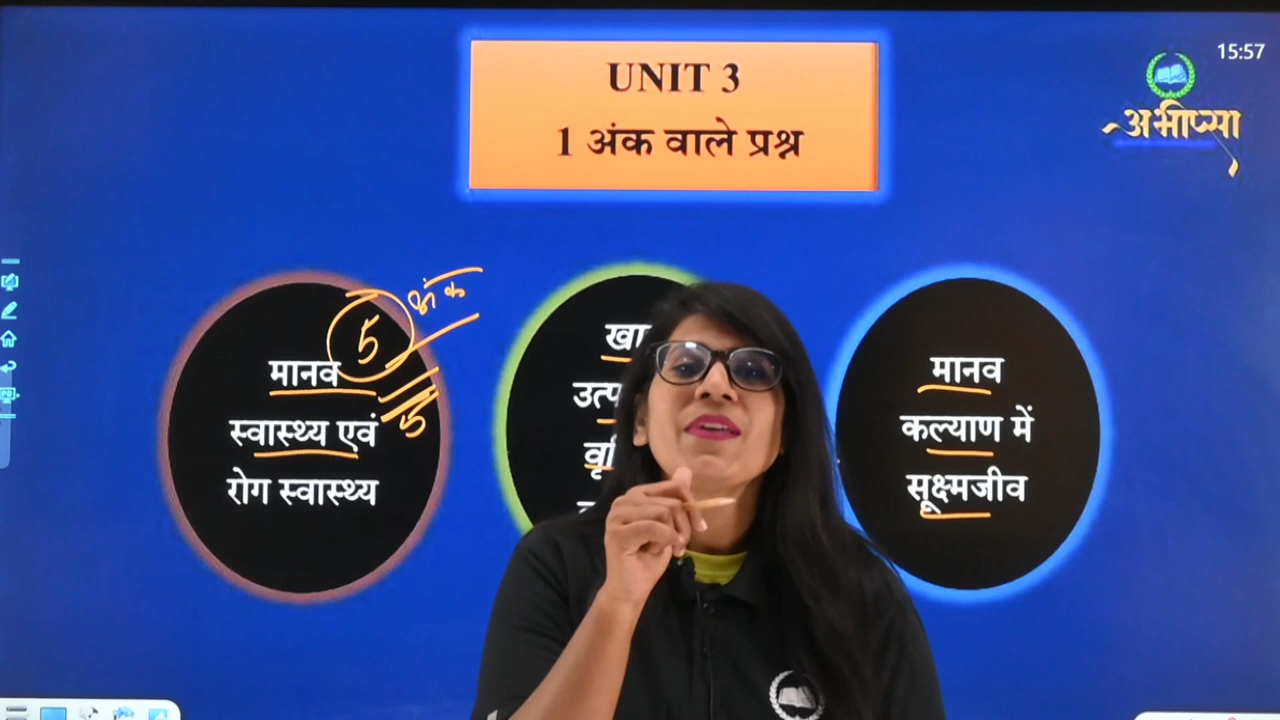 UNIT 3
1 अंक वाले प्रश्न
15:57
अभीप्सा
5 अंक
मानव
स्वास्थ्य एवं
रोग स्वास्थ्य
मानव
कल्याण में
सूक्ष्मजीव